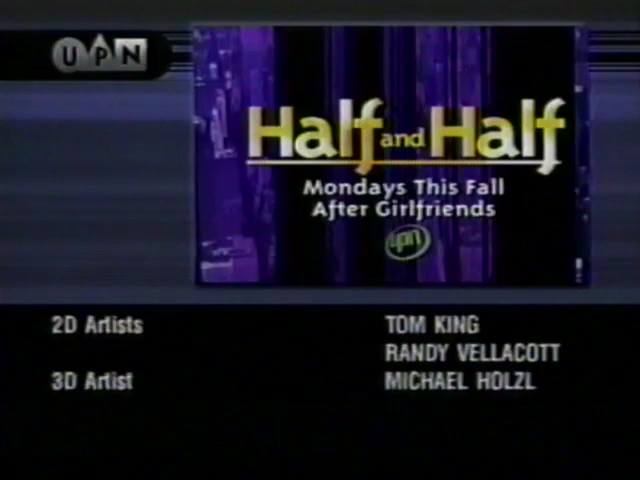 UPN
Half and Half
Mondays This Fall
After Girlfriends
upn
2D Artists TOM KING
RANDY VELLACOTT
3D Artist MICHAEL HOLZL